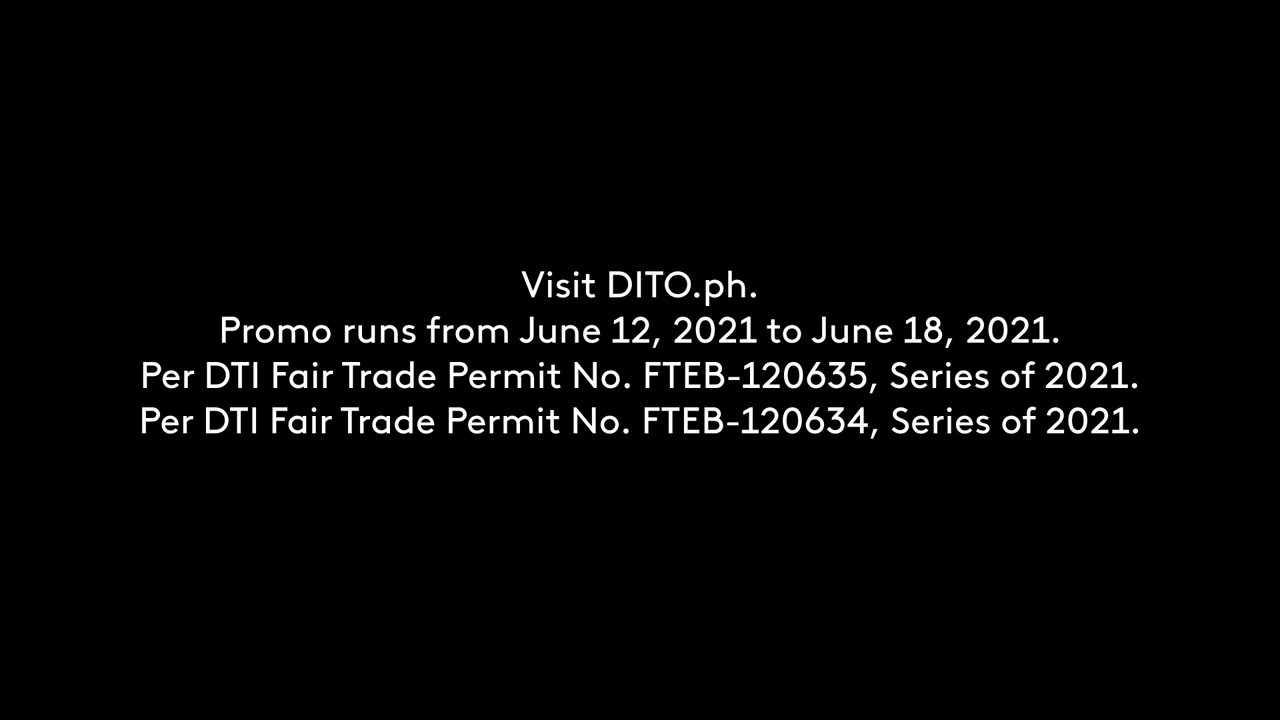 Visit DITO.ph.
Promo runs from June 12, 2021 to June 18, 2021.
Per DTI Fair Trade Permit No. FTEB-120635, Series of 2021.
Per DTI Fair Trade Permit No. FTEB-120634, Series of 2021.